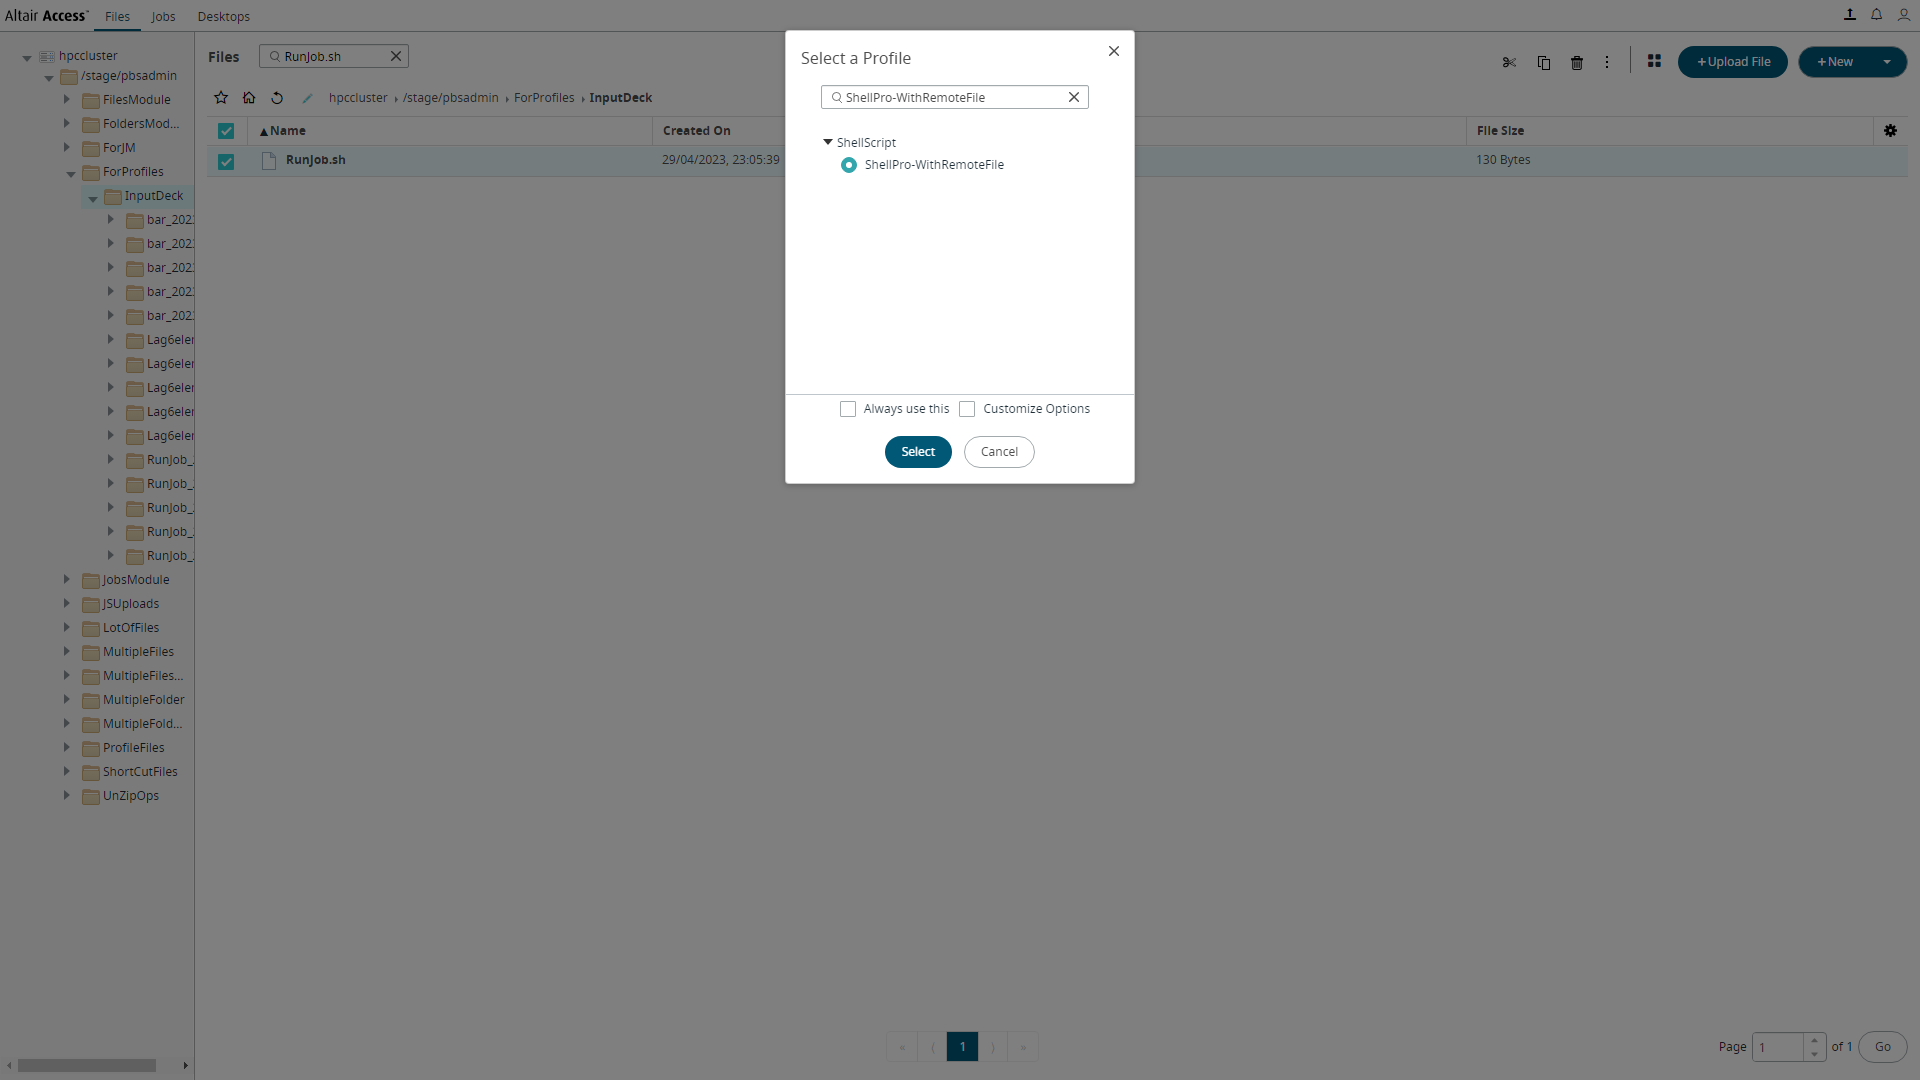 Altair Access™
Files
Jobs
Desktops
hpccluster
/stage/pbsadmin
FilesModule
FoldersMod...
ForJM
ForProfiles
InputDeck
bar_202
bar_202
bar_202
bar_202
bar_202
Lag6eler
Lag6eler
Lag6eler
Lag6eler
Lag6eler
RunJob_
RunJob_
RunJob_
RunJob_
RunJob_
JobsModule
JSUploads
LotOfFiles
MultipleFiles
MultipleFiles...
MultipleFolder
MultipleFold...
ProfileFiles
ShortCutFiles
UnZipOps
Files
RunJob.sh
+Upload File
+New
hpccluster › /stage/pbsadmin › ForProfiles › InputDeck
▲Name
Created On
File Size
RunJob.sh
29/04/2023, 23:05:39
130 Bytes
Select a Profile
ShellPro-WithRemoteFile
ShellScript
ShellPro-WithRemoteFile
Always use this
Customize Options
Select
Cancel
« ⟨ 1 ⟩ »
Page 1 of 1 Go